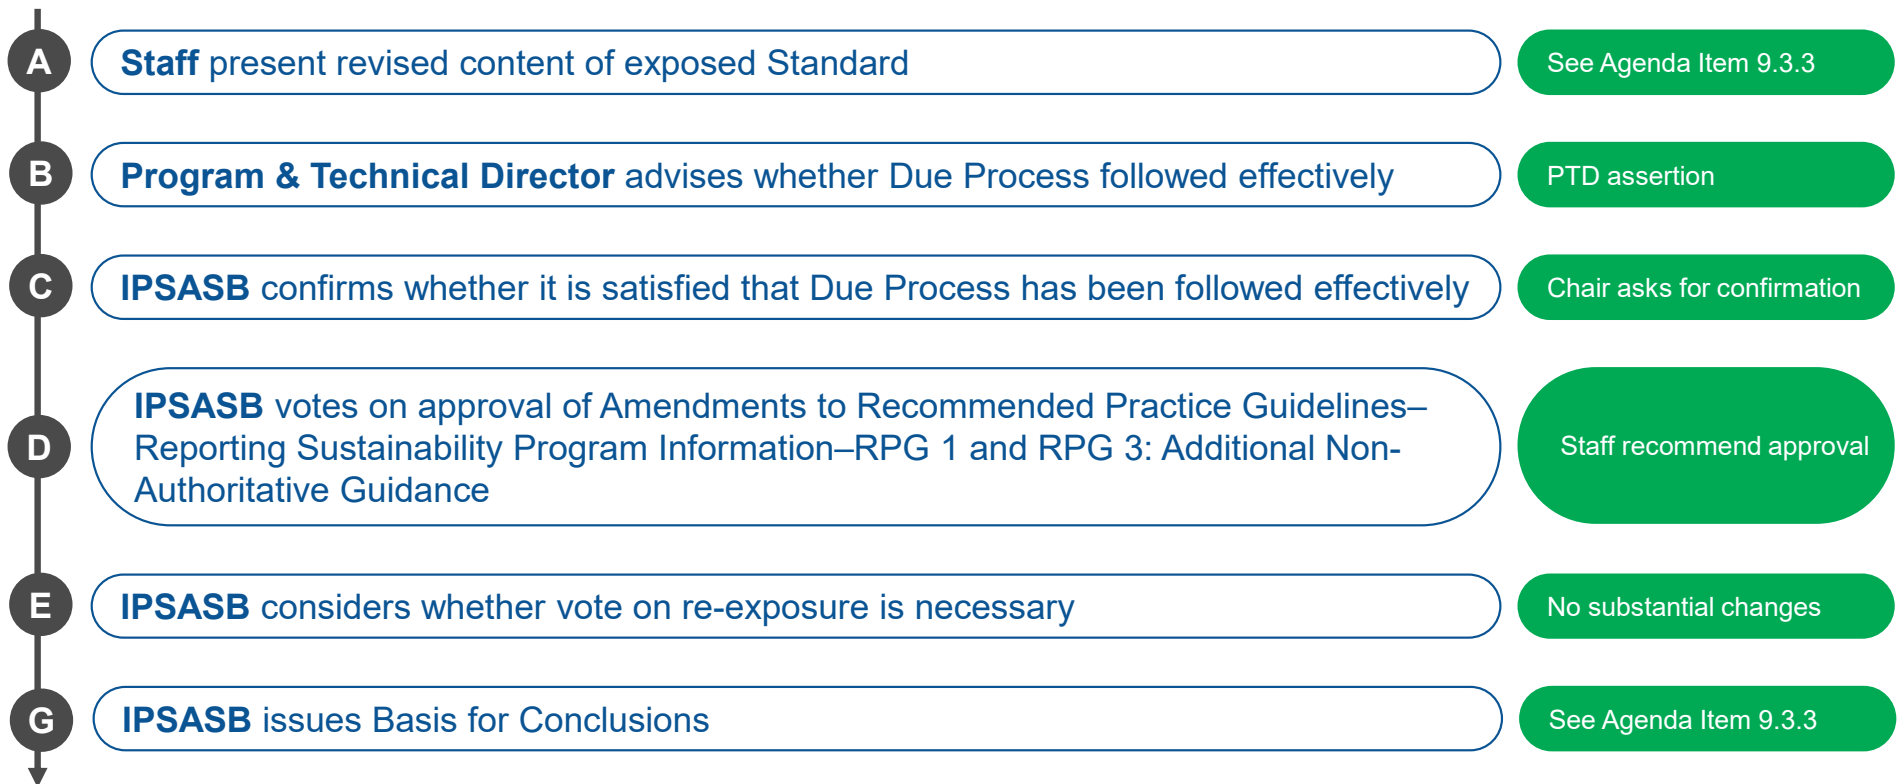 A
Staff present revised content of exposed Standard
See Agenda Item 9.3.3
B
Program & Technical Director advises whether Due Process followed effectively
PTD assertion
C
IPSASB confirms whether it is satisfied that Due Process has been followed effectively
Chair asks for confirmation
D
IPSASB votes on approval of Amendments to Recommended Practice Guidelines–
Reporting Sustainability Program Information–RPG 1 and RPG 3: Additional Non-
Authoritative Guidance
Staff recommend approval
E
IPSASB considers whether vote on re-exposure is necessary
No substantial changes
G
IPSASB issues Basis for Conclusions
See Agenda Item 9.3.3